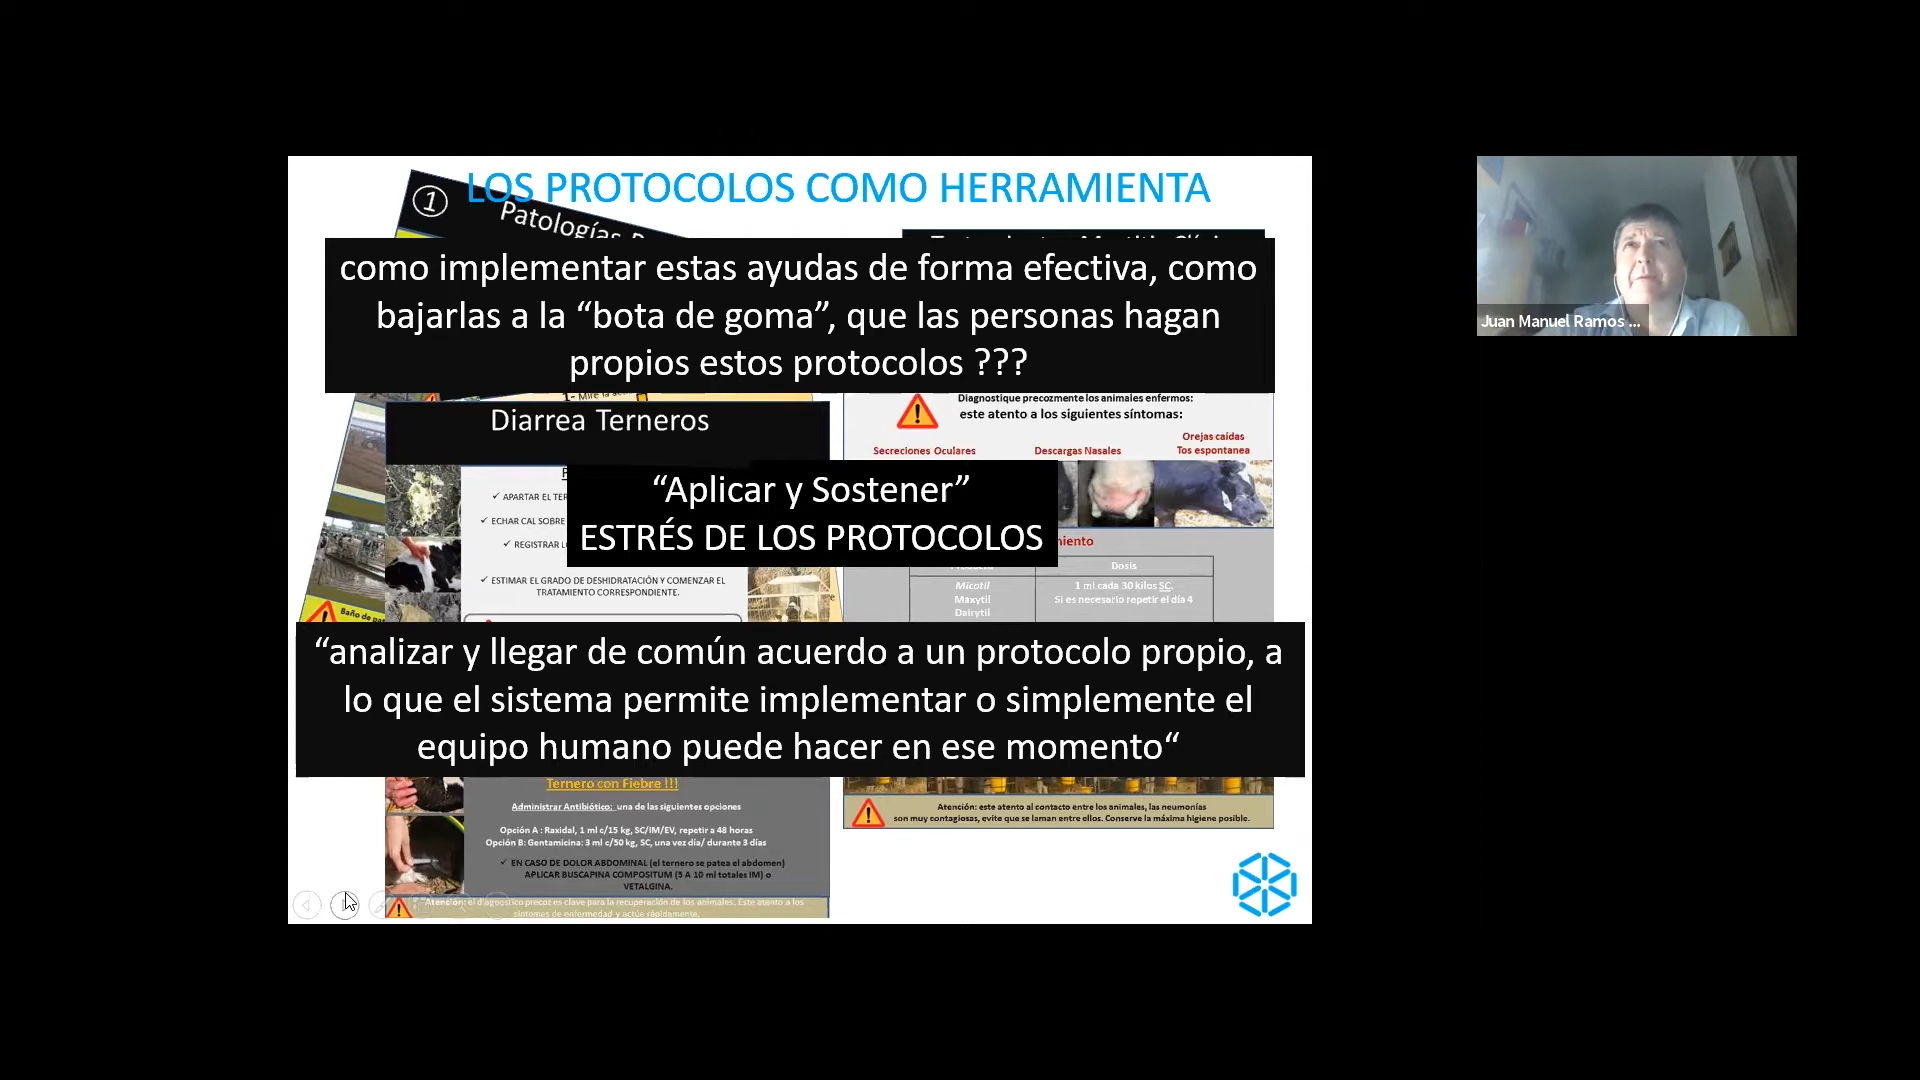 LOS PROTOCOLOS COMO HERRAMIENTA
1
Patologías
como implementar estas ayudas de forma efectiva, como
bajarlas a la “bota de goma”, que las personas hagan
propios estos protocolos ???
Diarrea Terneros
Diagnostique precozmente los animales enfermos:
este atento a los siguientes síntomas:
Secreciones Oculares
Descargas Nasales
Orejas caídas
Tos espontanea
“Aplicar y Sostener”
ESTRÉS DE LOS PROTOCOLOS
✓ APARTAR EL
✓ ECHAR CAL SOBRE
✓ REGISTRAR
✓ ESTIMAR EL GRADO DE DESHIDRATACIÓN Y COMENZAR EL
TRATAMIENTO CORRESPONDIENTE.
Dosis
Micotil
1 ml cada 30 kilos SC.
Maxytil
Si es necesario repetir el día 4
Dairytil
Baño de
“analizar y llegar de común acuerdo a un protocolo propio, a
lo que el sistema permite implementar o simplemente el
equipo humano puede hacer en ese momento“
Ternero con Fiebre !!!
Administrar Antibiótico: una de las siguientes opciones
Opción A : Raxidal, 1 ml c/15 kg, SC/IM/EV, repetir a 48 horas
Opción B: Gentamicina: 3 ml c/50 kg, SC, una vez día/ durante 3 días
✓ EN CASO DE DOLOR ABDOMINAL (el ternero se patea el abdomen)
APLICAR BUSCAPINA COMPOSITUM (5 A 10 ml totales IM) o
VETALGINA.
Atención: el diagnostico precoz es clave para la recuperación de los animales. Este atento a los
síntomas de enfermedad y actúe rápidamente.
Atención: este atento al contacto entre los animales, las neumonías
son muy contagiosas, evite que se laman entre ellos. Conserve la máxima higiene posible.
Juan Manuel Ramos ...